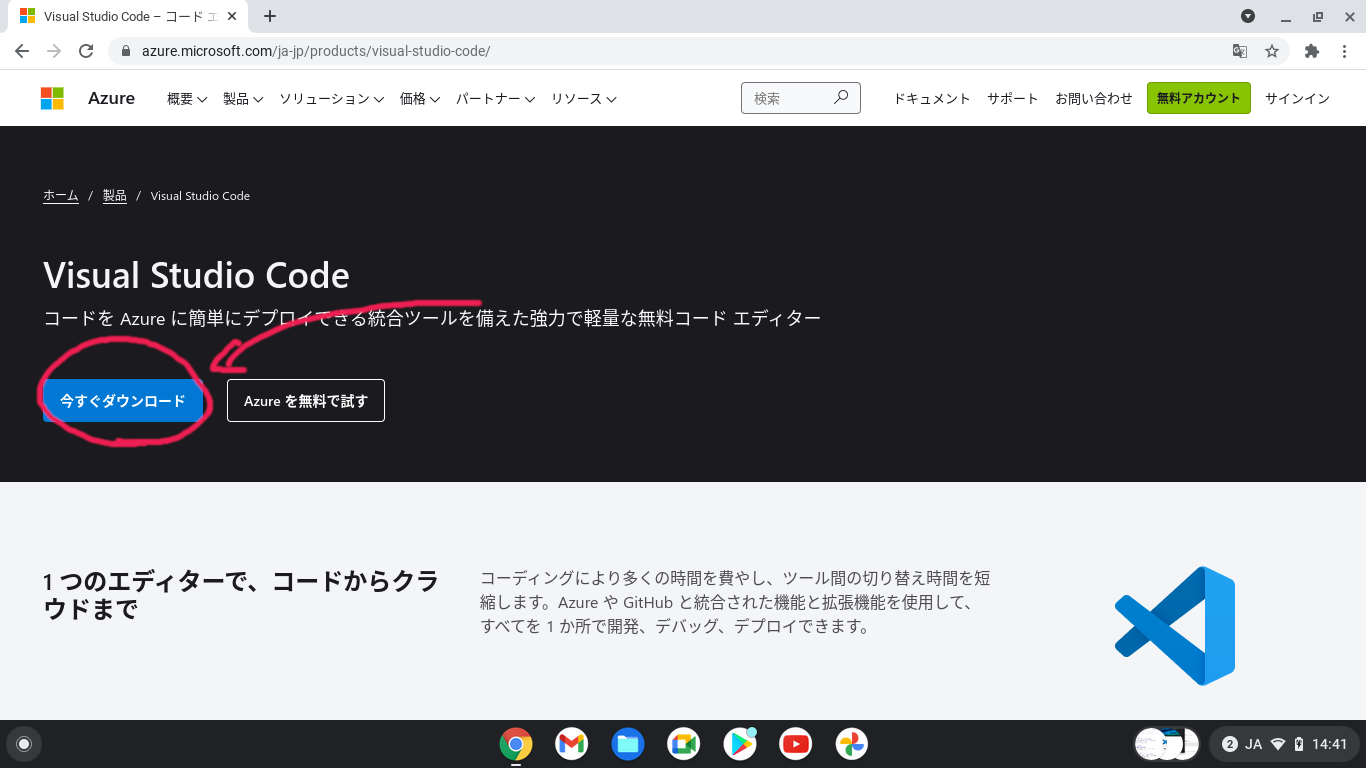 Visual Studio Code – コード エ
azure.microsoft.com/ja-jp/products/visual-studio-code/
Azure 概要 製品 ソリューション 価格 パートナー リソース 検索 ドキュメント サポート お問い合わせ 無料アカウント サインイン
ホーム / 製品 / Visual Studio Code
Visual Studio Code
コードを Azure に簡単にデプロイできる統合ツールを備えた強力で軽量な無料コード エディター
今すぐダウンロード Azure を無料で試す
1 つのエディターで、コードからクラ
ウドまで
コーディングにより多くの時間を費やし、ツール間の切り替え時間を短
縮します。Azure や GitHub と統合された機能と拡張機能を使用して、
すべてを 1 か所で開発、デバッグ、デプロイできます。
2 JA 14:41